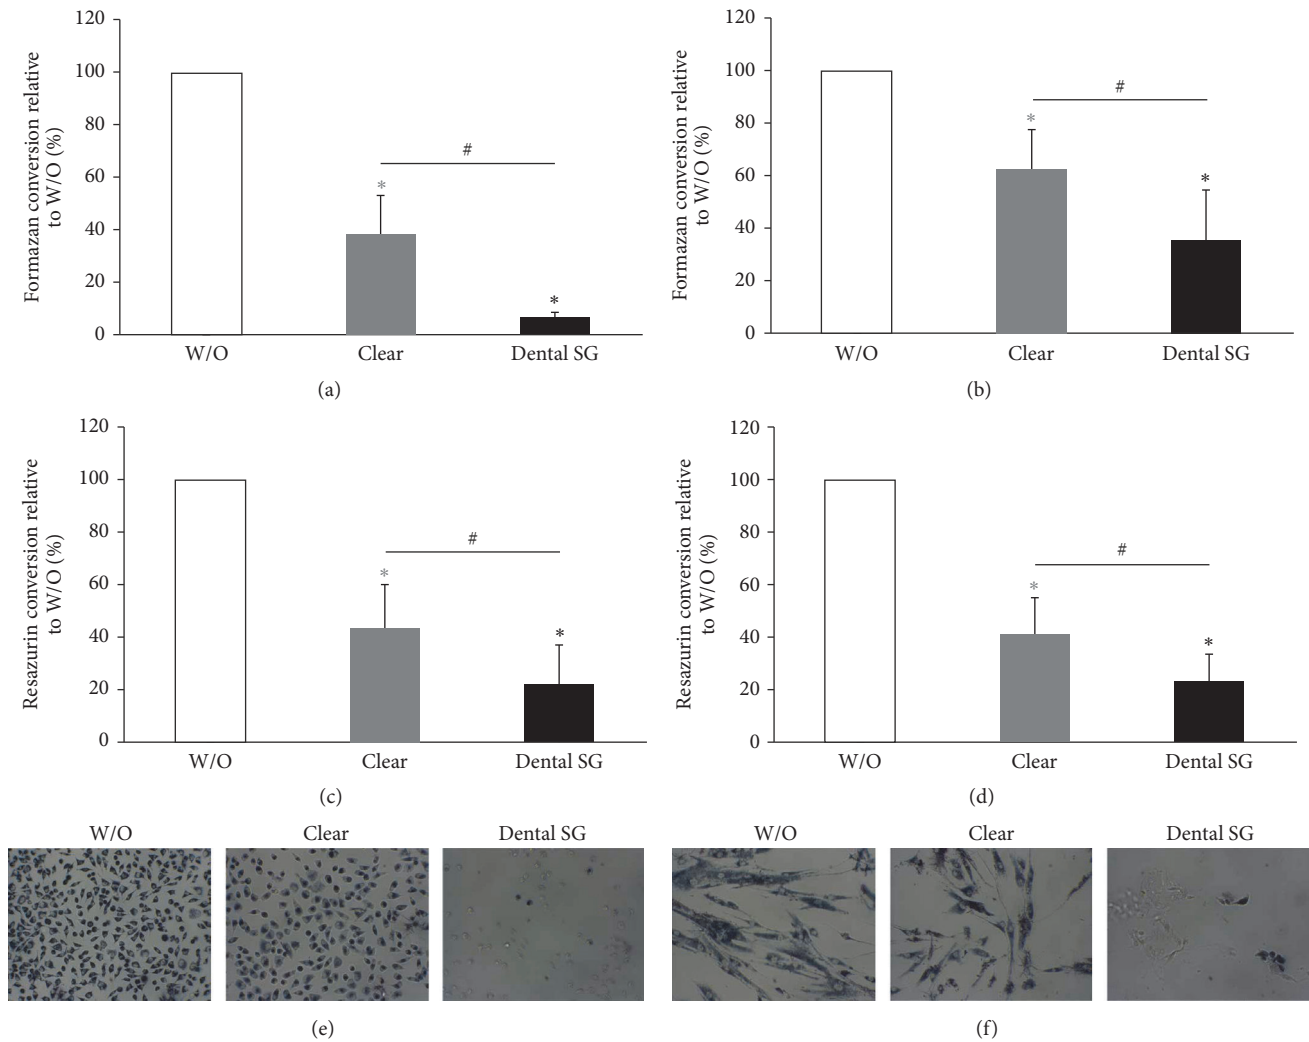 Formazan conversion relative
to W/O (%)
120
100
80
60
40
20
0
#
*
*
W/O Clear Dental SG
(a)
Formazan conversion relative
to W/O (%)
120
100
80
60
40
20
0
#
*
*
W/O Clear Dental SG
(b)
Resazurin conversion relative
to W/O (%)
120
100
80
60
40
20
0
#
*
*
W/O Clear Dental SG
(c)
Resazurin conversion relative
to W/O (%)
120
100
80
60
40
20
0
#
*
*
W/O Clear Dental SG
(d)
W/O Clear Dental SG
(e)
W/O Clear Dental SG
(f)